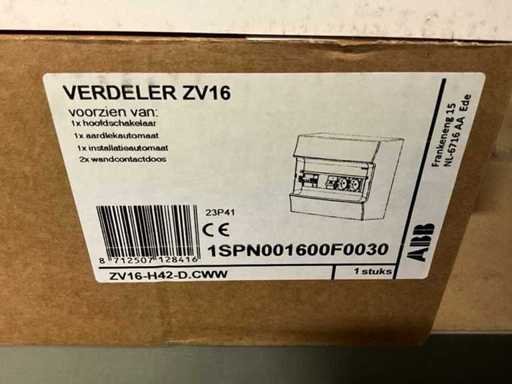 VERDELER ZV16
voorzien van:
1x hoofdschakelaar
1x aardlekautomaat
1x installatieautomaat
2x wandcontactdoos
Frankeneng 15
NL-6716 AA Ede
23P41
CE
8 712507 128416
1SPN001600F0030
ABB
ZV16-H42-D.CWW
1 stuks